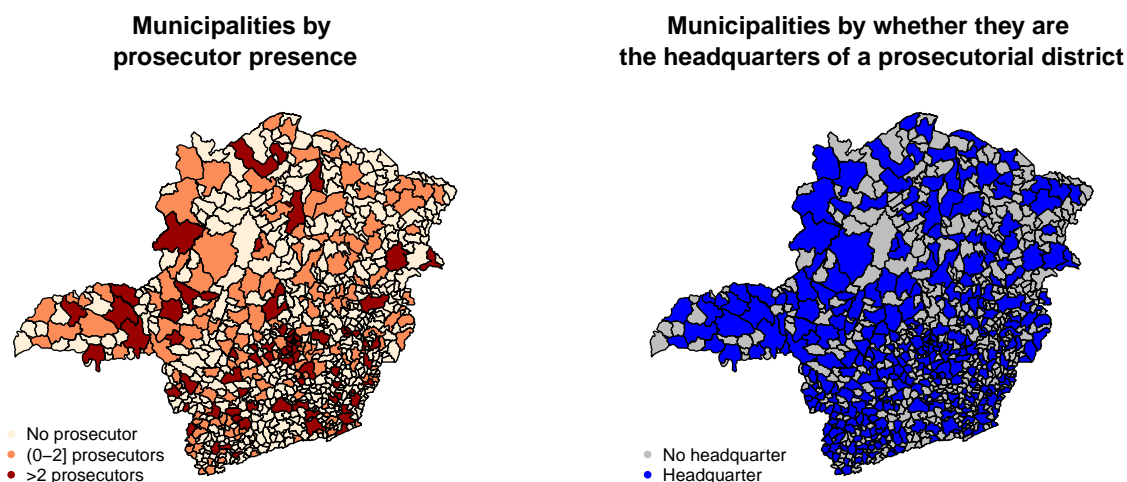 Municipalities by
prosecutor presence
No prosecutor
(0–2] prosecutors
>2 prosecutors
Municipalities by whether they are
the headquarters of a prosecutorial district
No headquarter
Headquarter